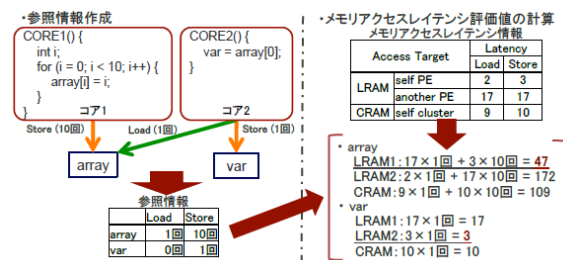 ・参照情報作成
CORE1() {
int i;
for (i = 0; i < 10; i++) {
array[i] = i;
}
}
コア1
CORE2() {
var = array[0];
}
コア2
Store (10回)
Load (1回)
Store (1回)
array
var
参照情報
Load Store
array 1回 10回
var 0回 1回
・メモリアクセスレイテンシ評価値の計算
メモリアクセスレイテンシ情報
Access Target Latency
Load Store
LRAM self PE 2 3
another PE 17 17
CRAM self cluster 9 10
・ array
LRAM1:17×1回 + 3×10回 = 47
LRAM2:2×1回 + 17×10回 = 172
CRAM:9×1回 + 10×10回 = 109
・ var
LRAM1:17×1回 = 17
LRAM2:3×1回 = 3
CRAM:10×1回 = 10